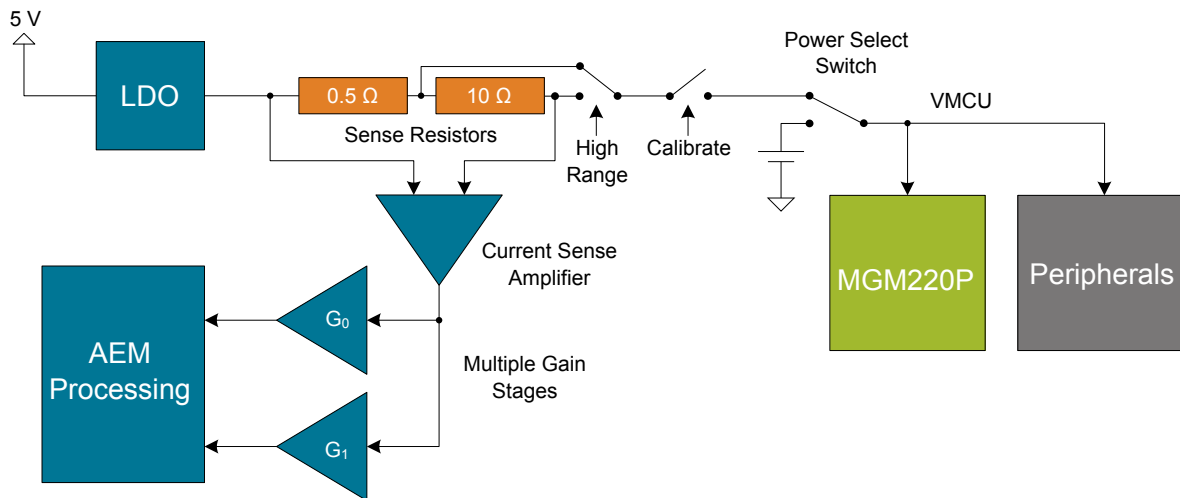 5 V
LDO
0.5 Ω
10 Ω
Sense Resistors
High
Range
Calibrate
Power Select
Switch
VMCU
Current Sense
Amplifier
MGM220P
Peripherals
AEM
Processing
G0
G1
Multiple Gain
Stages